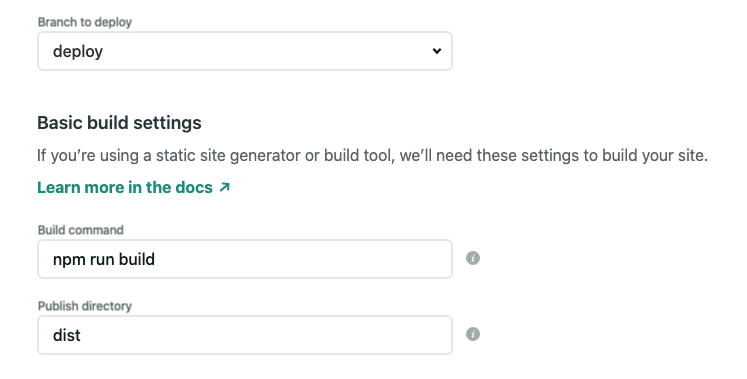 Branch to deploy
deploy
Basic build settings
If you’re using a static site generator or build tool, we’ll need these settings to build your site.
Learn more in the docs ↗
Build command
npm run build
i
Publish directory
dist
i